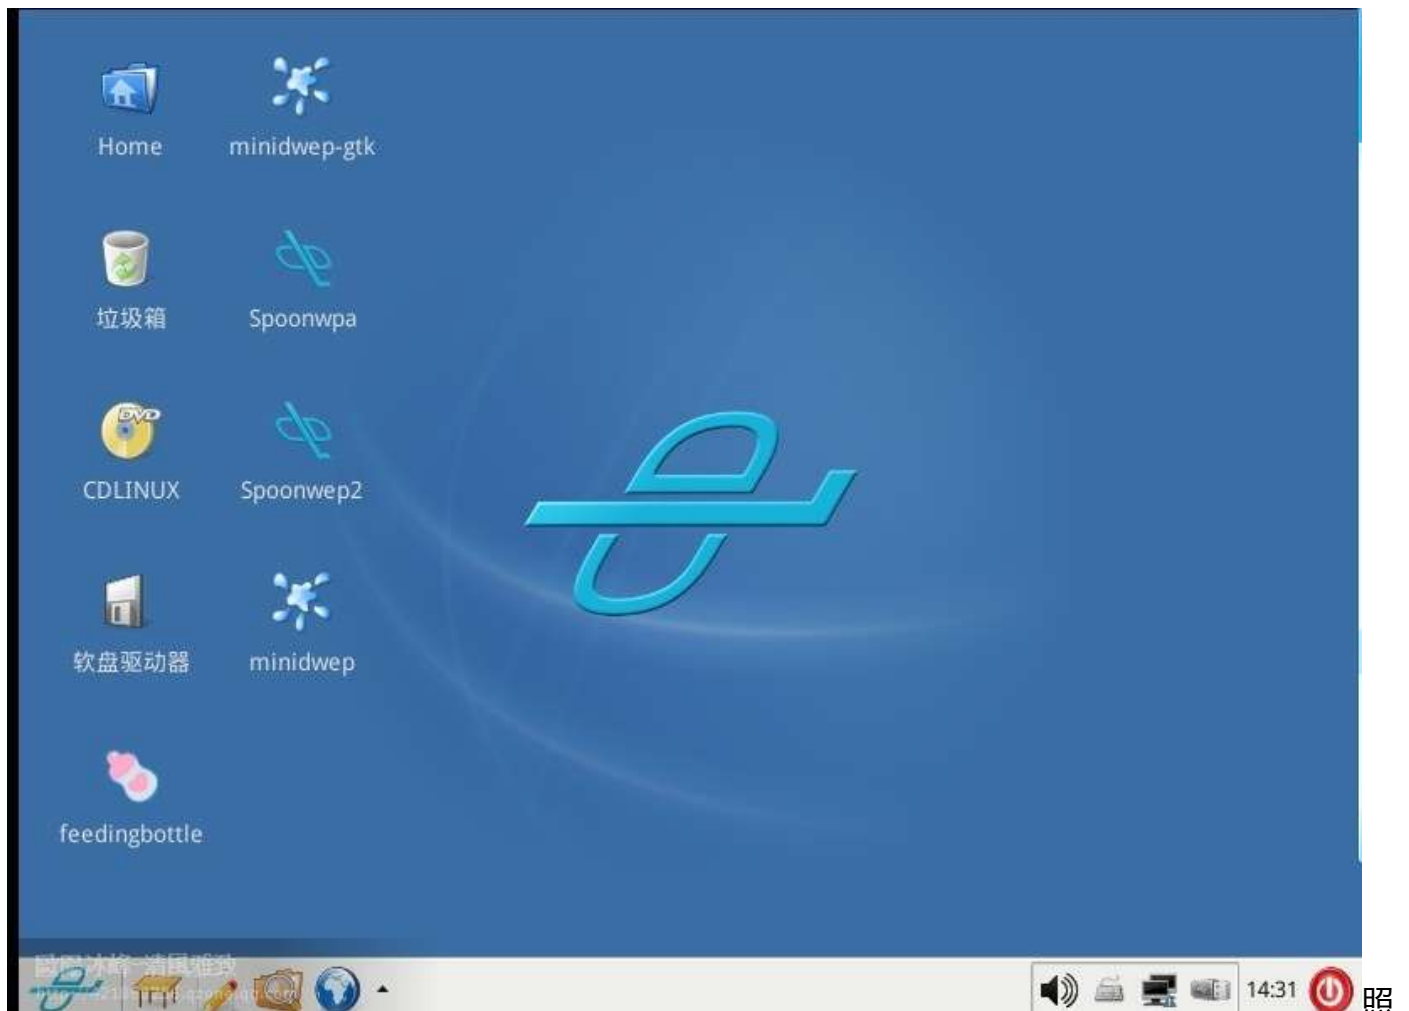 Home
minidwep-gtk
垃圾箱
Spoonwpa
DVD
CDLINUX
Spoonwep2
软盘驱动器
minidwep
feedingbottle
14:31
照